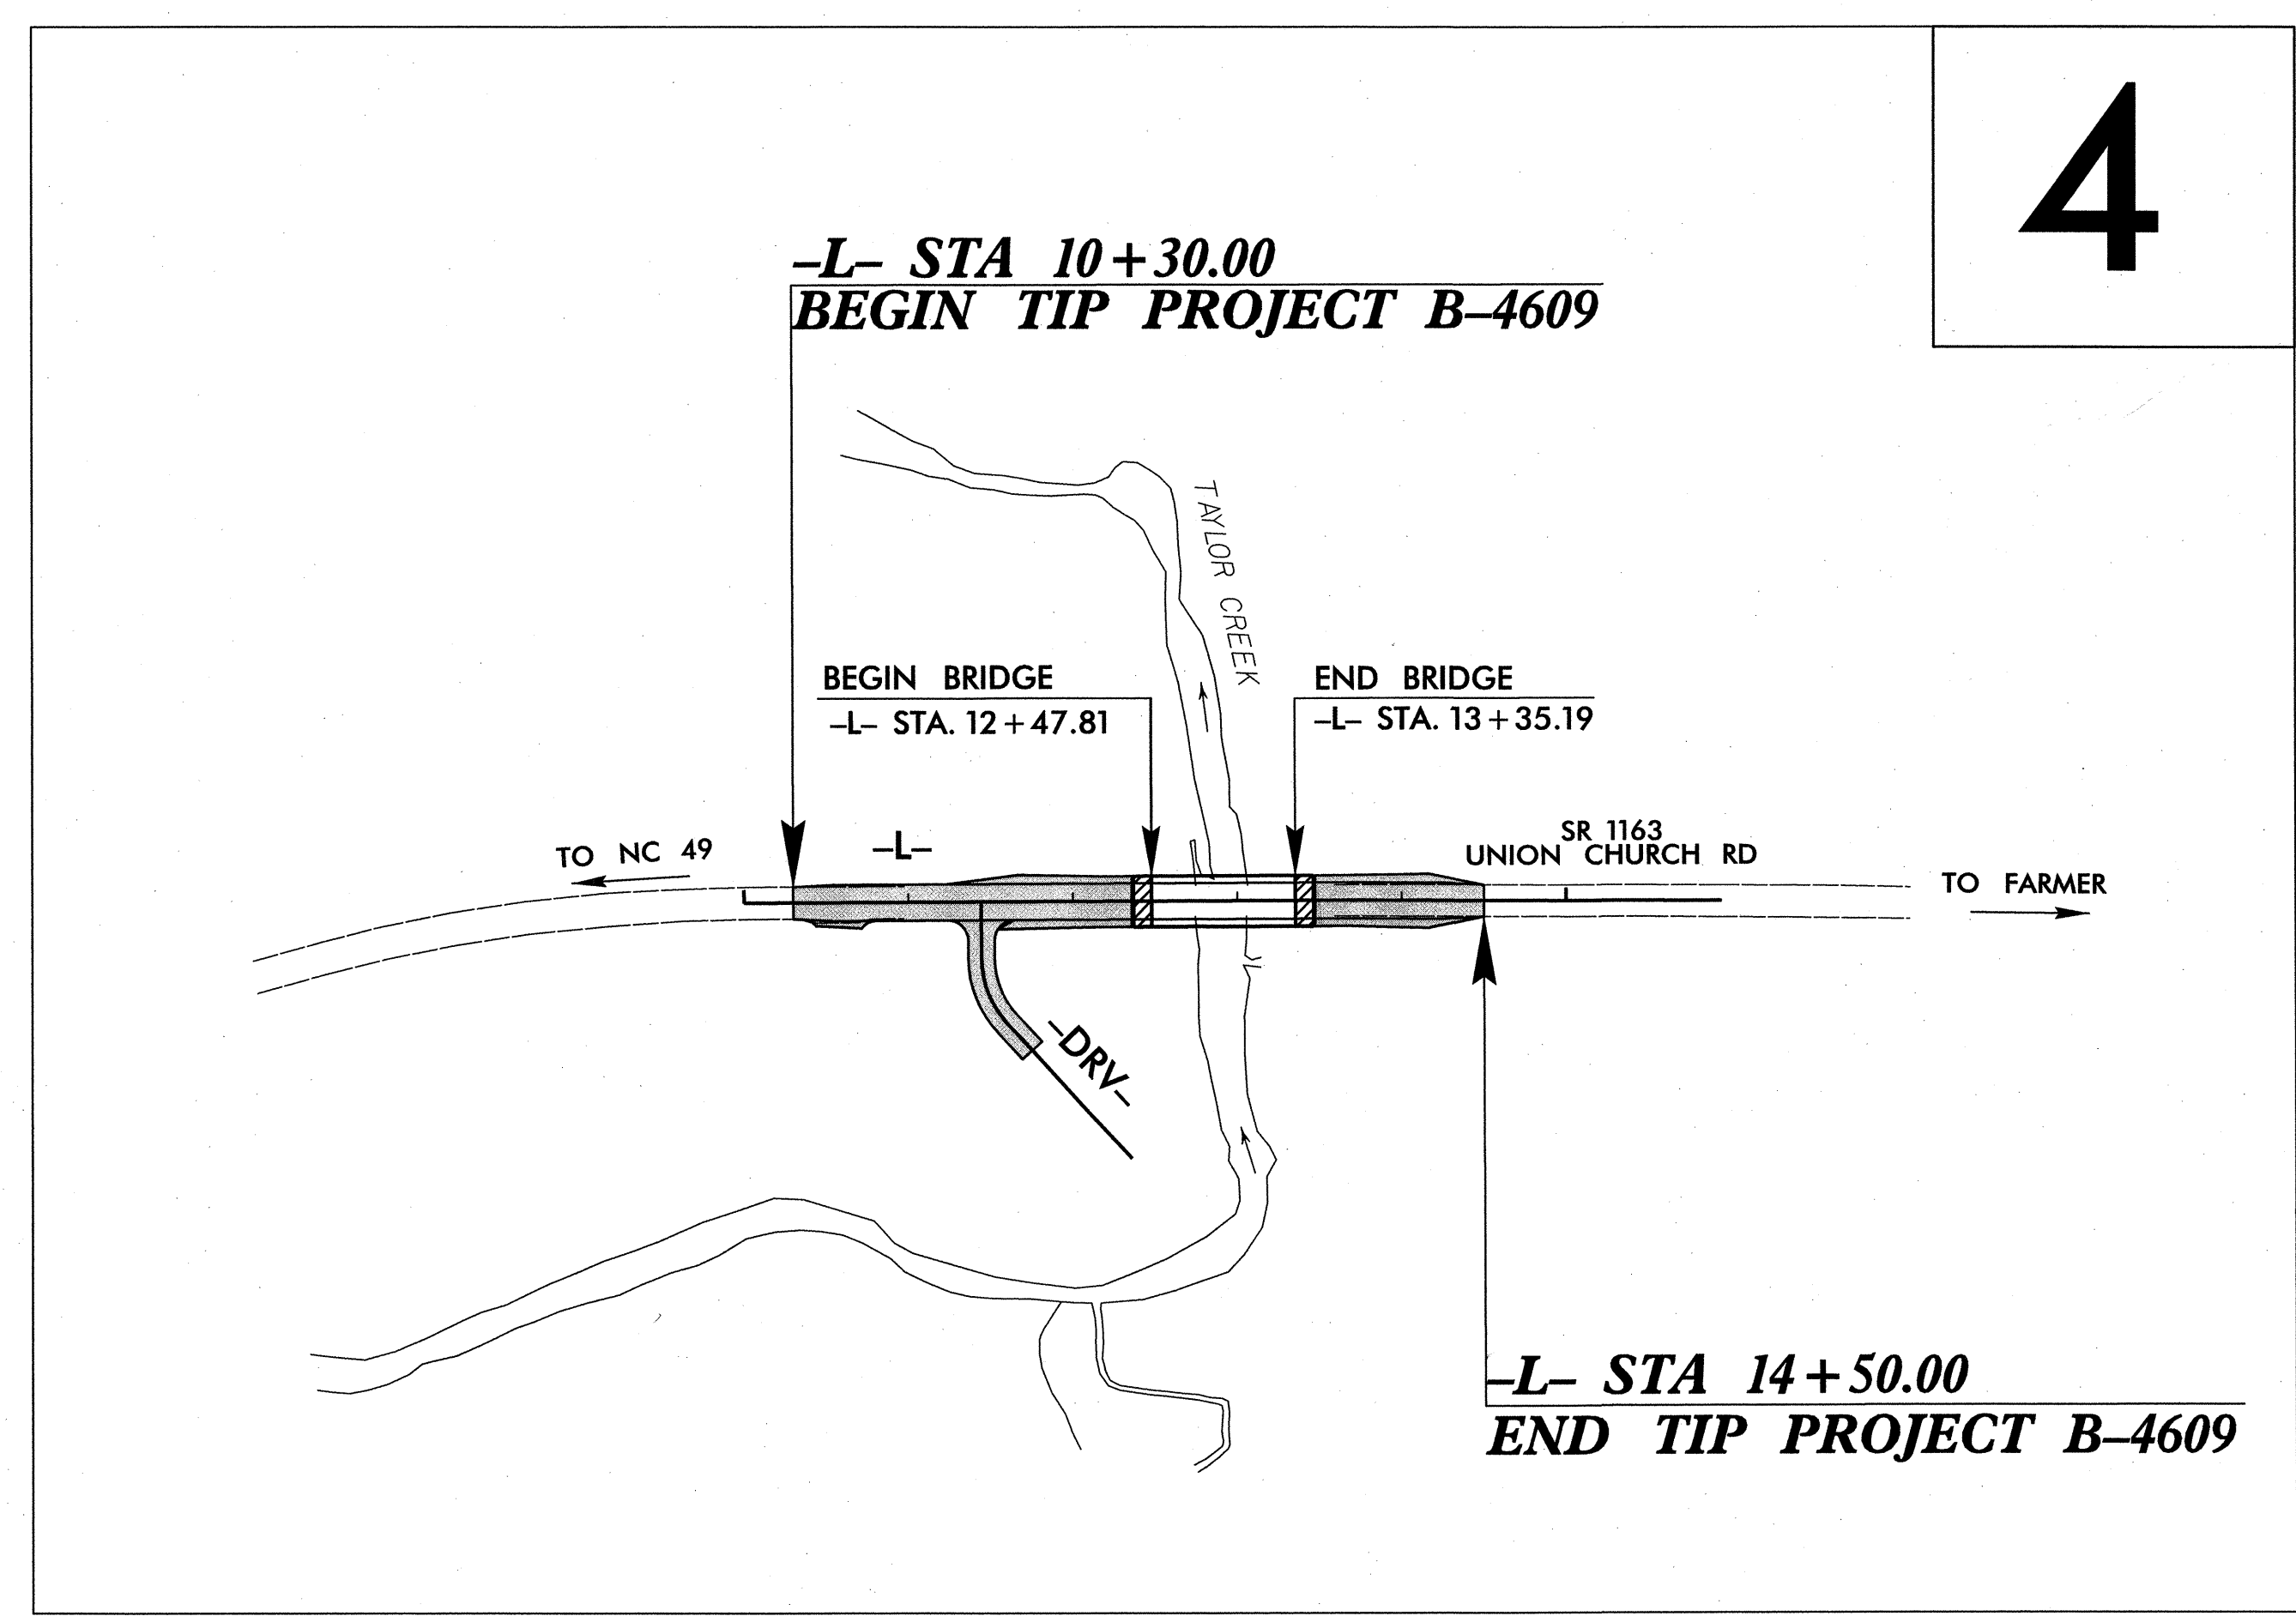 4
–L– STA 10+30.00
BEGIN TIP PROJECT B–4609
TAYLOR CREEK
BEGIN BRIDGE
–L– STA. 12+47.81
END BRIDGE
–L– STA. 13+35.19
TO NC 49
–L–
SR 1163
UNION CHURCH RD
TO FARMER
–DRV–
–L– STA 14+50.00
END TIP PROJECT B–4609